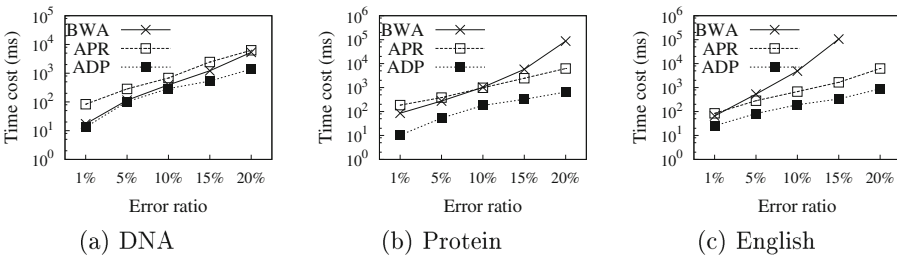 Time cost (ms)
10^5
10^4
10^3
10^2
10^1
10^0
BWA
APR
ADP
1% 5% 10% 15% 20%
Error ratio
(a) DNA
Time cost (ms)
10^6
10^5
10^4
10^3
10^2
10^1
10^0
BWA
APR
ADP
1% 5% 10% 15% 20%
Error ratio
(b) Protein
Time cost (ms)
10^6
10^5
10^4
10^3
10^2
10^1
10^0
BWA
APR
ADP
1% 5% 10% 15% 20%
Error ratio
(c) English